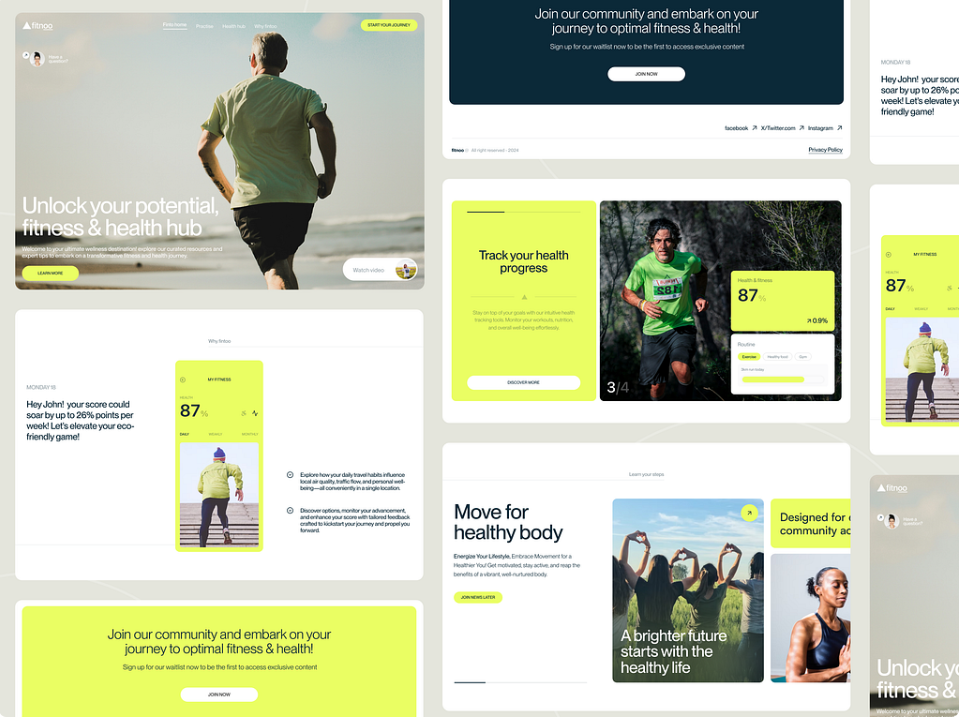 fitnoo
Practice
Health hub
Why fintoo
START YOUR JOURNEY
Have a
question?
Unlock your potential,
fitness & health hub
Welcome to your ultimate wellness destination! explore our curated resources and
expert tips to embark on a transformative fitness and health journey
LEARN MORE
Watch video
Why fintoo
MONDAY 18
Hey John! your score could
soar by up to 26% points per
week! Let's elevate your eco-
friendly game!
MY FITNESS
HEALTH
87%
DAILY
WEEKLY
MONTHLY
Explore how your daily travel habits influence
local air quality, traffic flow, and personal well-
being—all conveniently in a single location.
Discover options, monitor your advancement,
and enhance your score with tailored feedback
crafted to kickstart your journey and propel you
forward.
Join our community and embark on your
journey to optimal fitness & health!
Sign up for our waitlist now to be the first to access exclusive content
JOIN NOW
Join our community and embark on your
journey to optimal fitness & health!
Sign up for our waitlist now to be the first to access exclusive content
JOIN NOW
facebook
X/Twitter.com
Instagram
fitnoo // All right reserved - 2024
Privacy Policy
Track your health
progress
Stay on top of your goals with our intuitive health
tracking tools. Monitor your workouts, nutrition,
and overall well-being effortlessly.
DISCOVER MORE
3/4
Health & fitness
87%
0.9%
Routine
Exercise
Healthy food
Gym
Learn your steps
Move for
healthy body
Energize Your Lifestyle. Embrace Movement for a
Healthier You! Get motivated, stay active, and reap the
benefits of a vibrant, well-nurtured body.
JOIN NEWS LATER
A brighter future
starts with the
healthy life
Designed for
community ac
MONDAY 18
Hey John! your score
soar by up to 26% po
week! Let's elevate yo
friendly game!
MY FITNESS
HEALTH
87%
DAILY
WEEKLY
fitnoo
Have a
question?
Unlock yo
fitness &
Welcome to your ultimate wellness